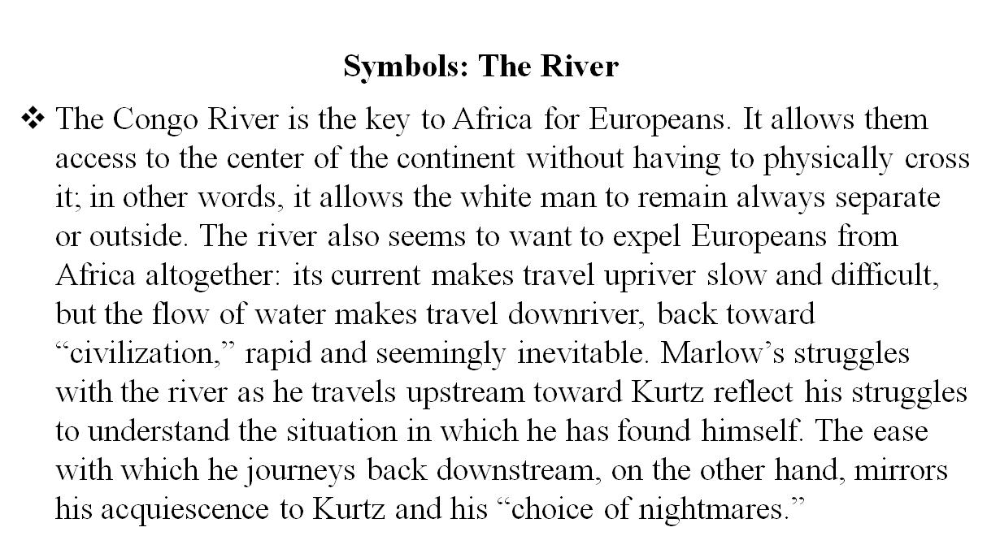 Symbols: The River
❖ The Congo River is the key to Africa for Europeans. It allows them
access to the center of the continent without having to physically cross
it; in other words, it allows the white man to remain always separate
or outside. The river also seems to want to expel Europeans from
Africa altogether: its current makes travel upriver slow and difficult,
but the flow of water makes travel downriver, back toward
“civilization,” rapid and seemingly inevitable. Marlow’s struggles
with the river as he travels upstream toward Kurtz reflect his struggles
to understand the situation in which he has found himself. The ease
with which he journeys back downstream, on the other hand, mirrors
his acquiescence to Kurtz and his “choice of nightmares.”